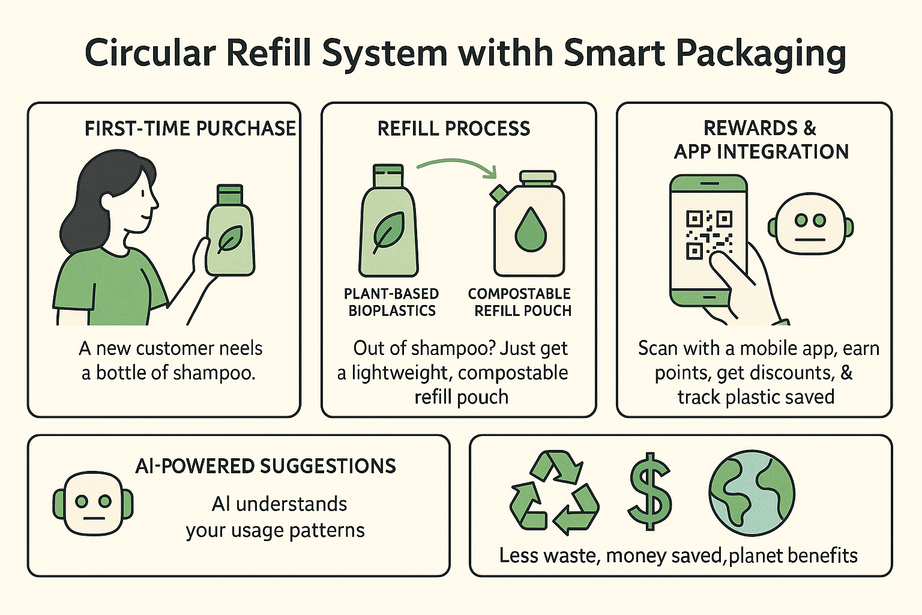 Circular Refill System withh Smart Packaging
FIRST-TIME PURCHASE
A new customer neels
a bottle of shampoo.
REFILL PROCESS
PLANT-BASED
BIOPLASTICS
COMPOSTABLE
REFILL POUCH
Out of shampoo? Just get
a lightweight, compostable
refill pouch
REWARDS &
APP INTEGRATION
Scan with a mobile app, earn
points, get discounts, &
track plastic saved
AI-POWERED SUGGESTIONS
AI understands
your usage patterns
$
Less waste, money saved,planet benefits